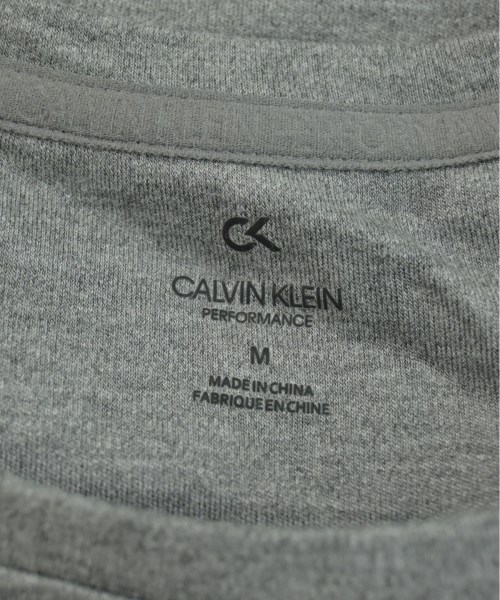 CK
CALVIN KLEIN
PERFORMANCE
M
MADE IN CHINA
FABRIQUE EN CHINE